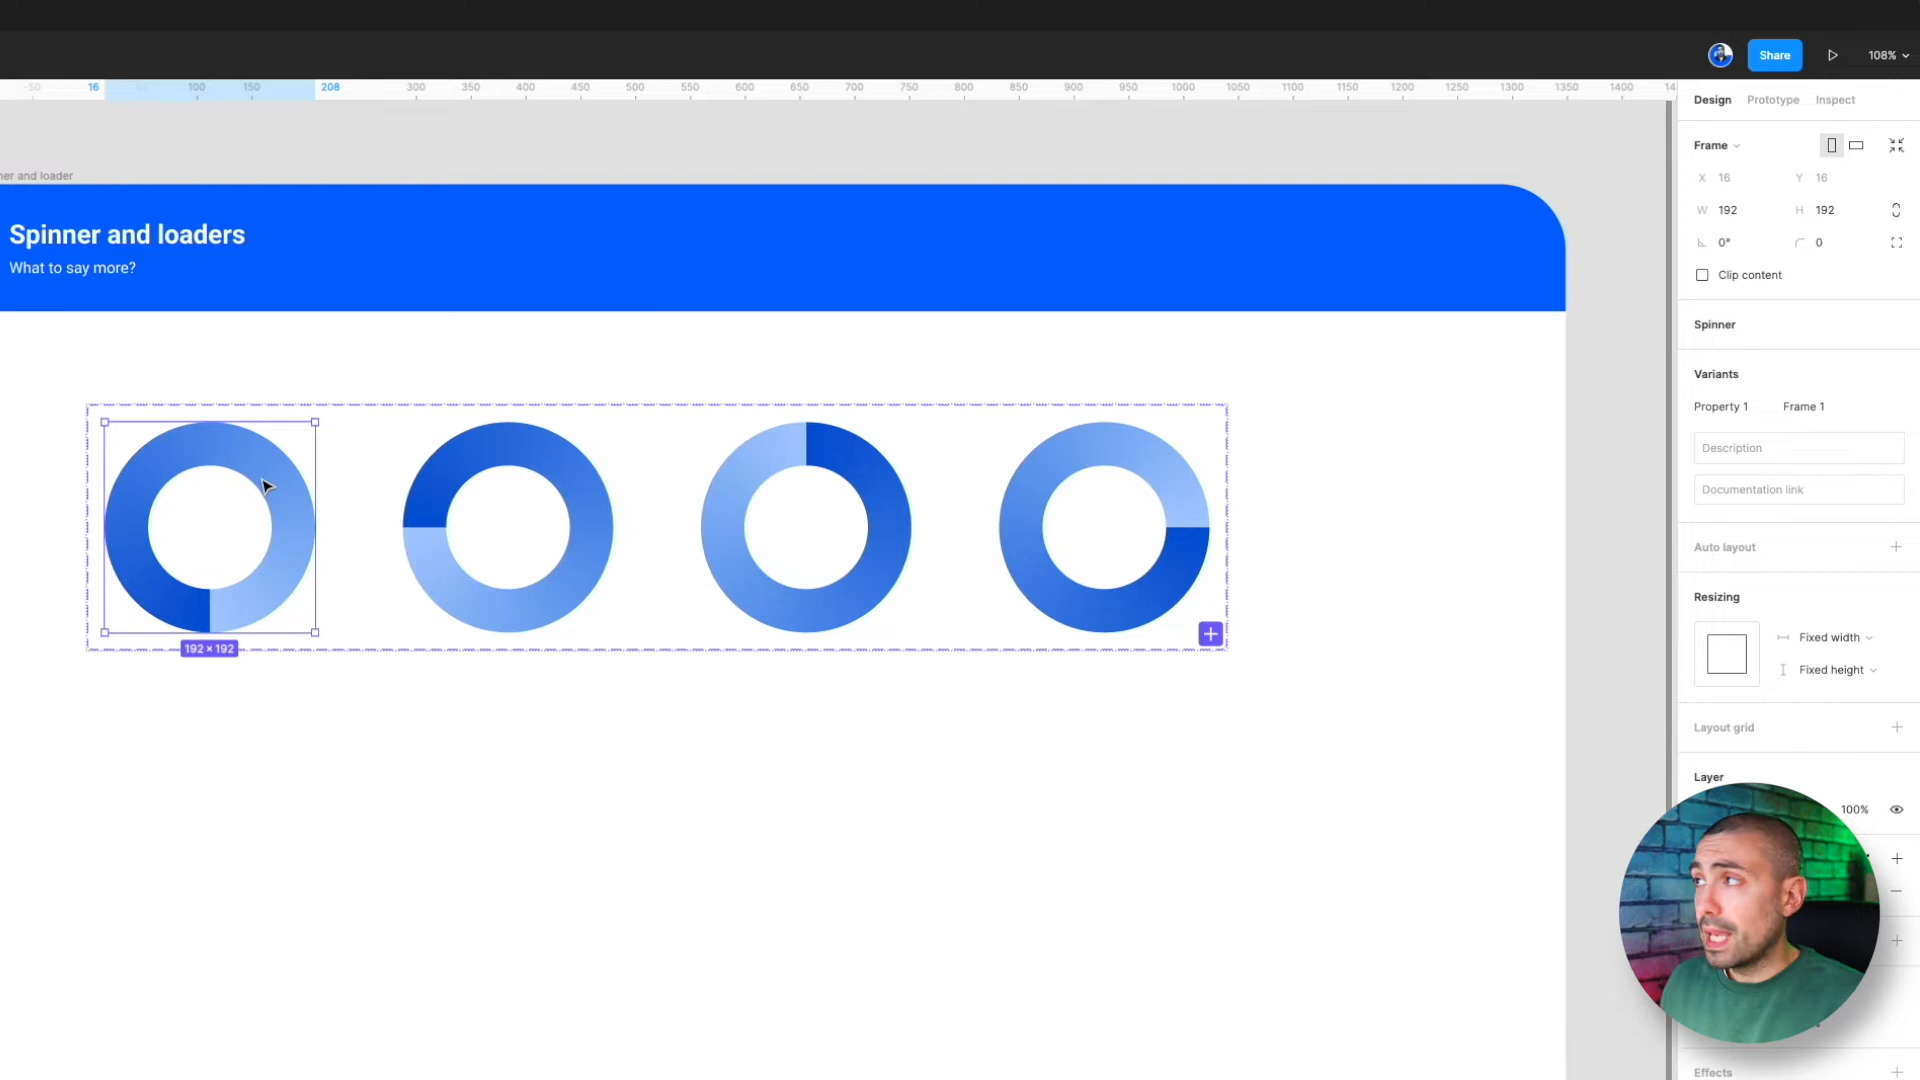 Share
108%
-50 16 100 150 208 300 350 400 450 500 550 600 650 700 750 800 850 900 950 1000 1050 1100 1150 1200 1250 1300 1350 1400 14
Design Prototype Inspect
Frame
X 16 Y 16
W 192 H 192
0° 0
Clip content
ner and loader
Spinner and loaders
What to say more?
Spinner
Variants
Property 1 Frame 1
Description
Documentation link
Auto layout
Resizing
Fixed width
Fixed height
192 × 192
Layout grid
Layer
100%
Effects